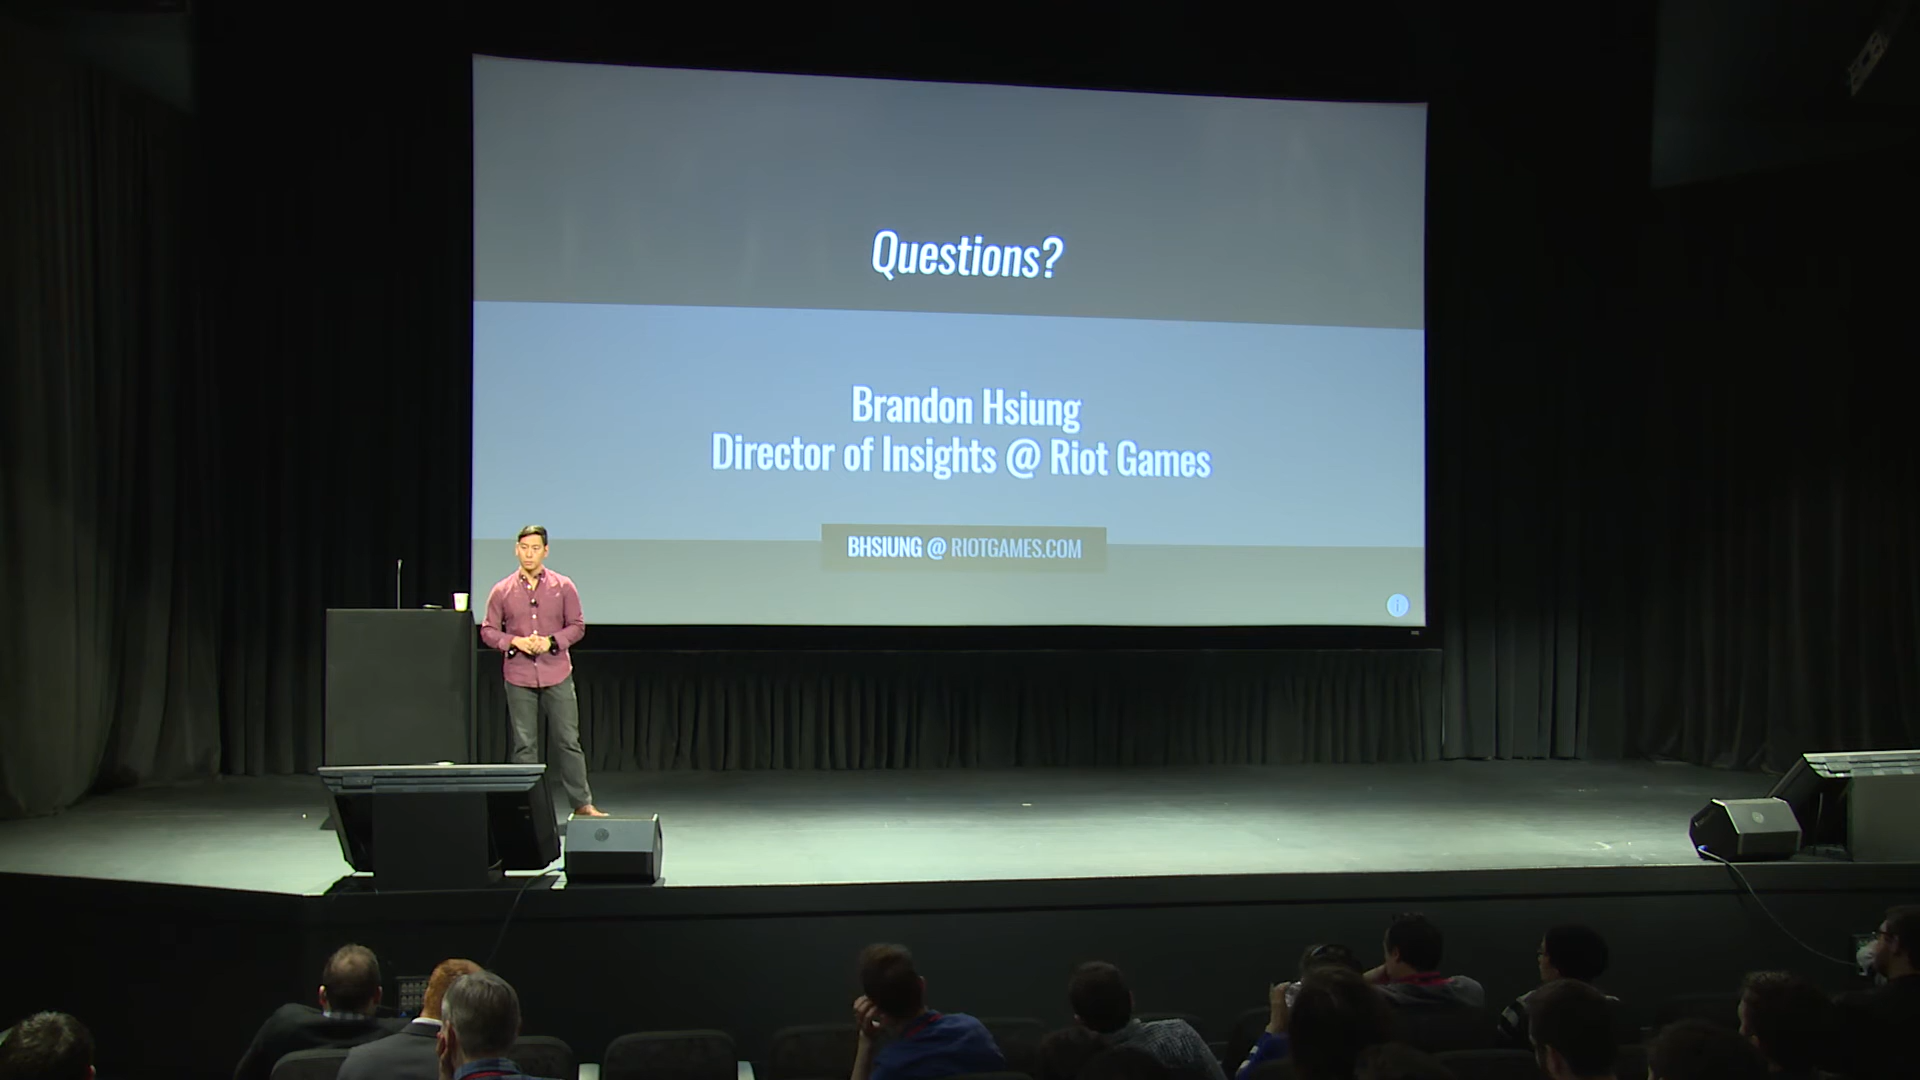 Questions?
Brandon Hsiung
Director of Insights @ Riot Games
BHSIUNG @ RIOTGAMES.COM